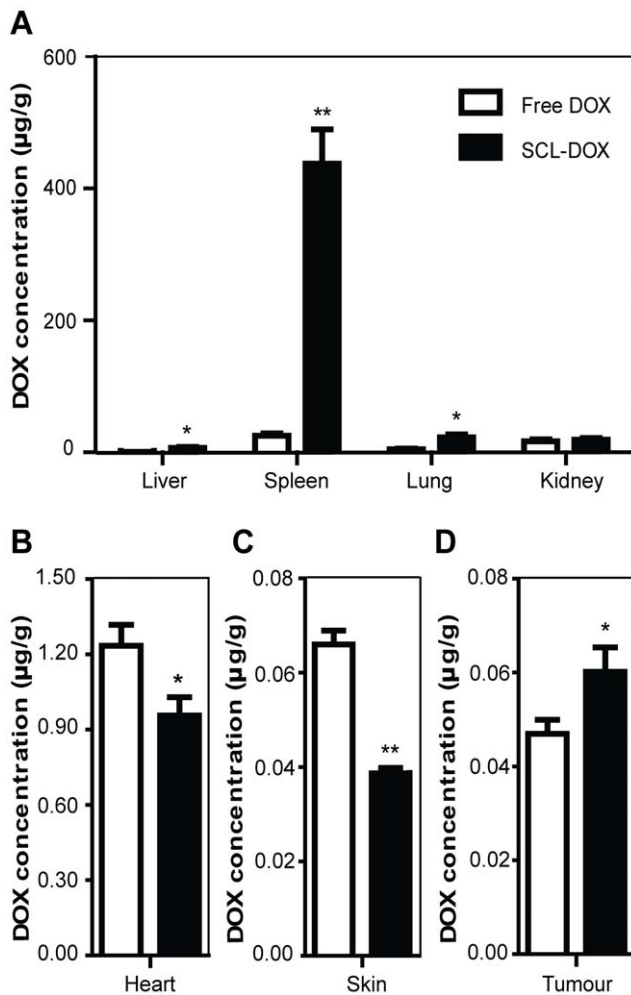 A
DOX concentration (µg/g)
600
400
200
0
Free DOX
SCL-DOX
*
**
*
Liver Spleen Lung Kidney
B
DOX concentration (µg/g)
1.50
1.20
0.90
0.60
0.30
0.00
*
Heart
C
DOX concentration (µg/g)
0.08
0.06
0.04
0.02
0.00
**
Skin
D
DOX concentration (µg/g)
0.08
0.06
0.04
0.02
0.00
*
Tumour